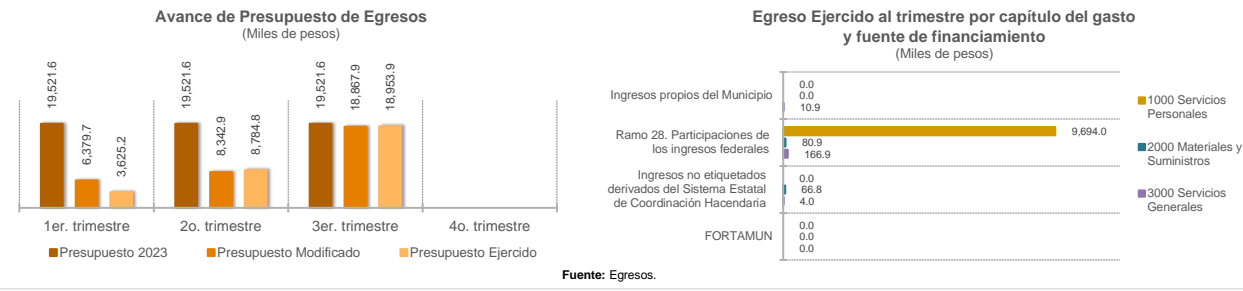 Avance de Presupuesto de Egresos
(Miles de pesos)
19,521.6
6,379.7
3,625.2
19,521.6
8,342.9
8,784.8
19,521.6
18,867.9
18,953.9
1er. trimestre
2o. trimestre
3er. trimestre
4o. trimestre
Presupuesto 2023
Presupuesto Modificado
Presupuesto Ejercido
Egreso Ejercido al trimestre por capítulo del gasto
y fuente de financiamiento
(Miles de pesos)
Ingresos propios del Municipio
0.0
0.0
10.9
Ramo 28. Participaciones de
los ingresos federales
9,694.0
80.9
166.9
Ingresos no etiquetados
derivados del Sistema Estatal
de Coordinación Hacendaria
0.0
66.8
4.0
FORTAMUN
0.0
0.0
0.0
1000 Servicios
Personales
2000 Materiales y
Suministros
3000 Servicios
Generales
Fuente: Egresos.